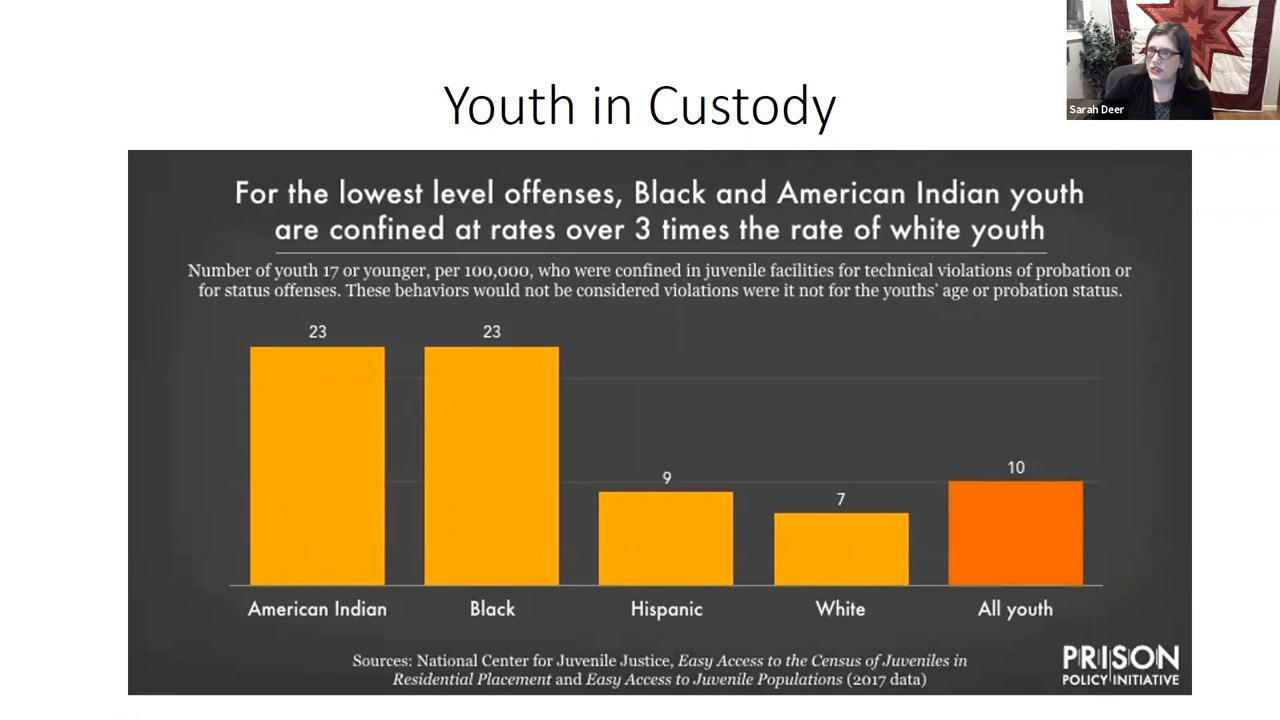 Sarah Deer
Youth in Custody
For the lowest level offenses, Black and American Indian youth
are confined at rates over 3 times the rate of white youth
Number of youth 17 or younger, per 100,000, who were confined in juvenile facilities for technical violations of probation or
for status offenses. These behaviors would not be considered violations were it not for the youths' age or probation status.
23
23
9
7
10
American Indian
Black
Hispanic
White
All youth
Sources: National Center for Juvenile Justice, Easy Access to the Census of Juveniles in
Residential Placement and Easy Access to Juvenile Populations (2017 data)
PRISON
POLICY INITIATIVE